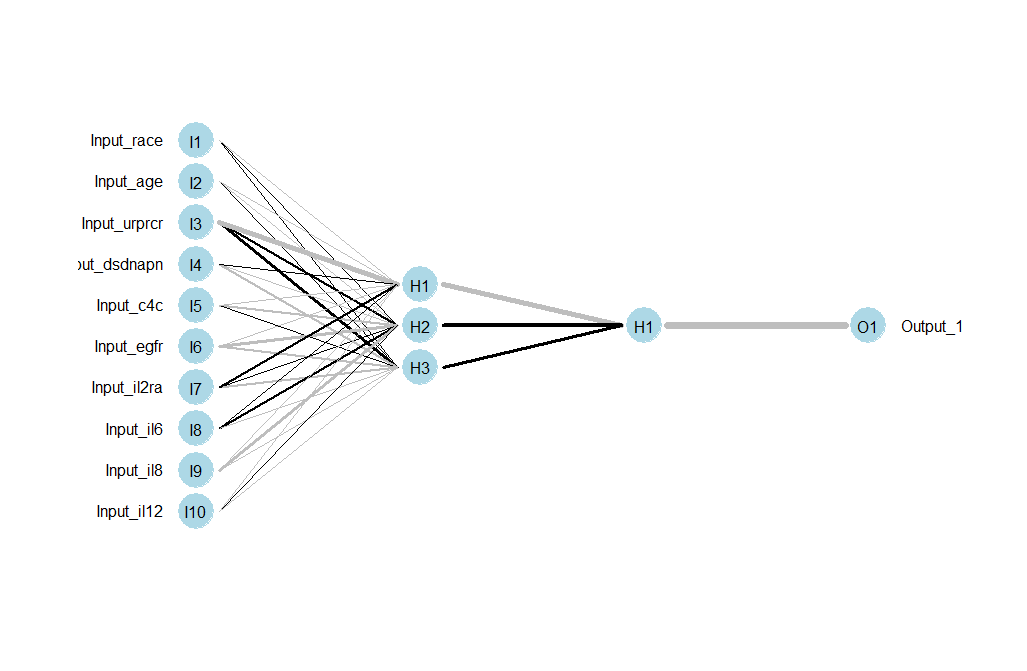 Input_race I1
Input_age I2
Input_urprcr I3
out_dsdnapn I4
Input_c4c I5
Input_egfr I6
Input_il2ra I7
Input_il6 I8
Input_il8 I9
Input_il12 I10
H1
H2
H3
H1
O1 Output_1